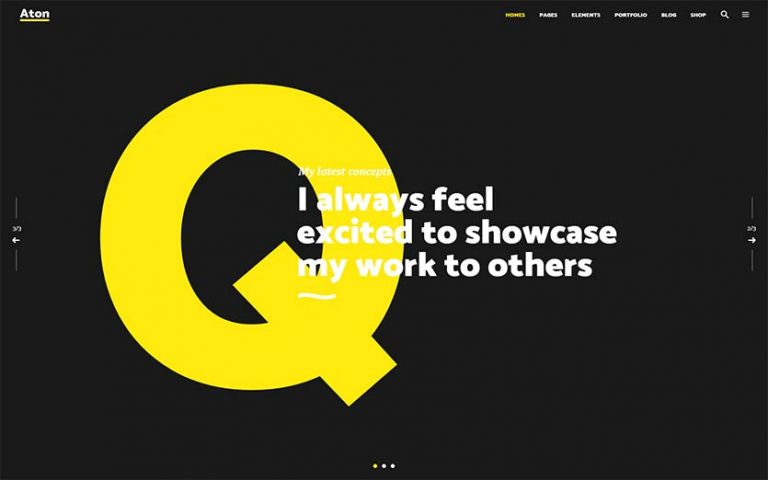 Aton
HOMES PAGES ELEMENTS PORTFOLIO BLOG SHOP
Q
My latest concepts
I always feel
excited to showcase
my work to others
3/3
2/3